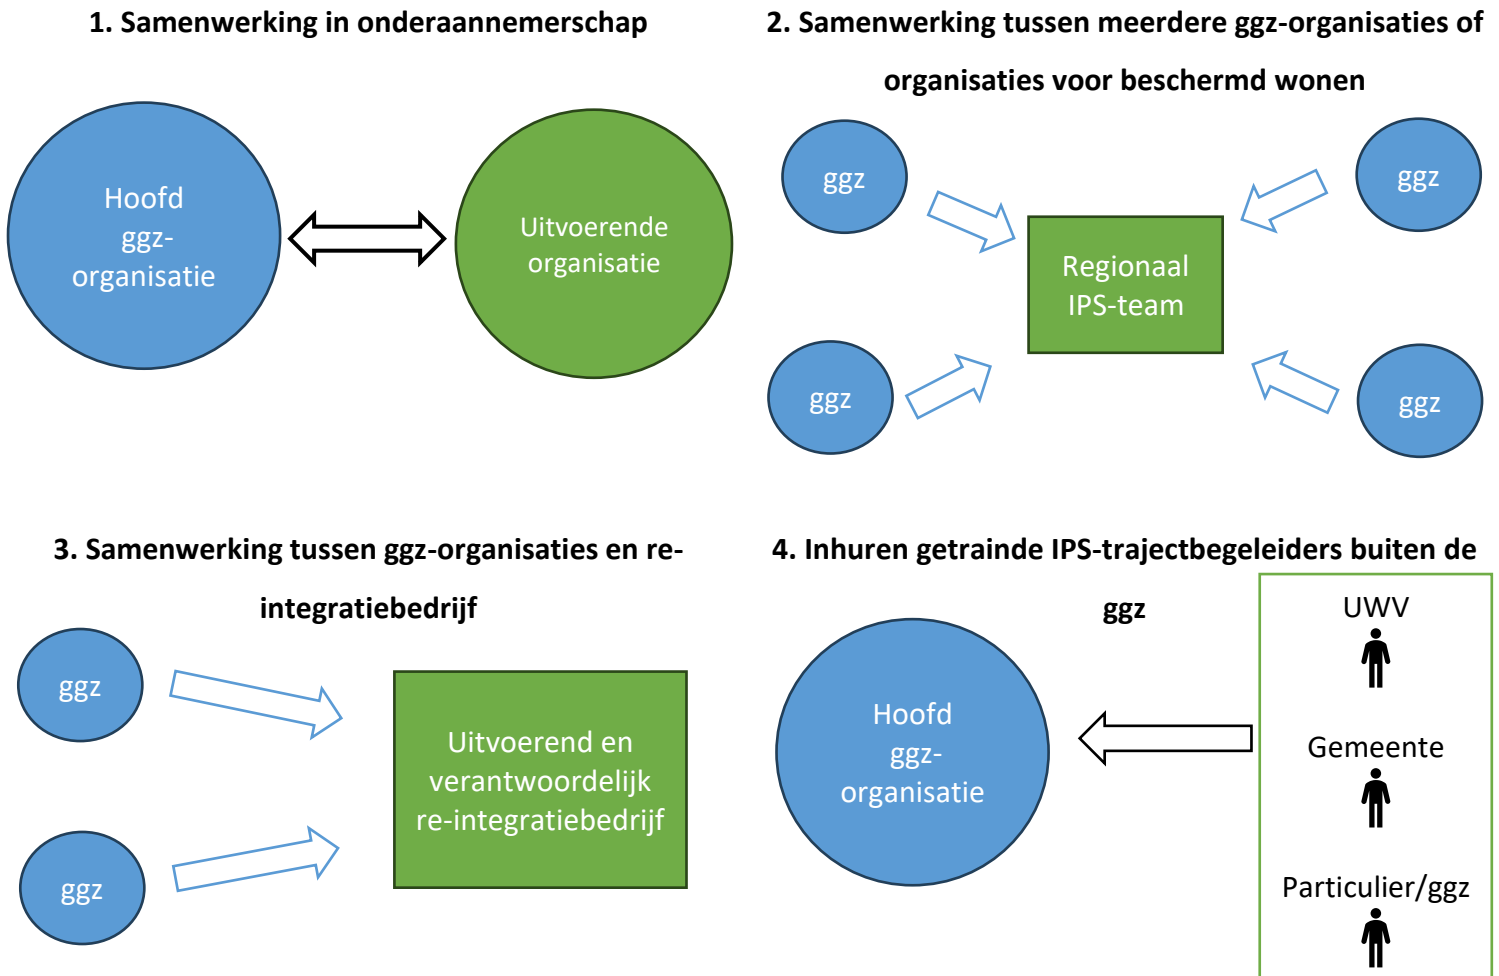 1. Samenwerking in onderaannemerschap
Hoofd
ggz-
organisatie
Uitvoerende
organisatie
2. Samenwerking tussen meerdere ggz-organisaties of
organisaties voor beschermd wonen
ggz
ggz
Regionaal
IPS-team
ggz
ggz
3. Samenwerking tussen ggz-organisaties en re-
integratiebedrijf
ggz
Uitvoerend en
verantwoordelijk
re-integratiebedrijf
ggz
4. Inhuren getrainde IPS-trajectbegeleiders buiten de
ggz
Hoofd
ggz-
organisatie
UWV
Gemeente
Particulier/ggz